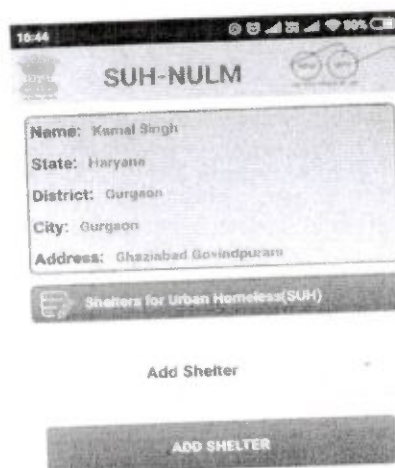 16:44 90%
SUH-NULM
Name: Kamal Singh
State: Haryana
District: Gurgaon
City: Gurgaon
Address: Ghaziabad Govindpuram
Shelters for Urban Homeless(SUH)
Add Shelter
ADD SHELTER